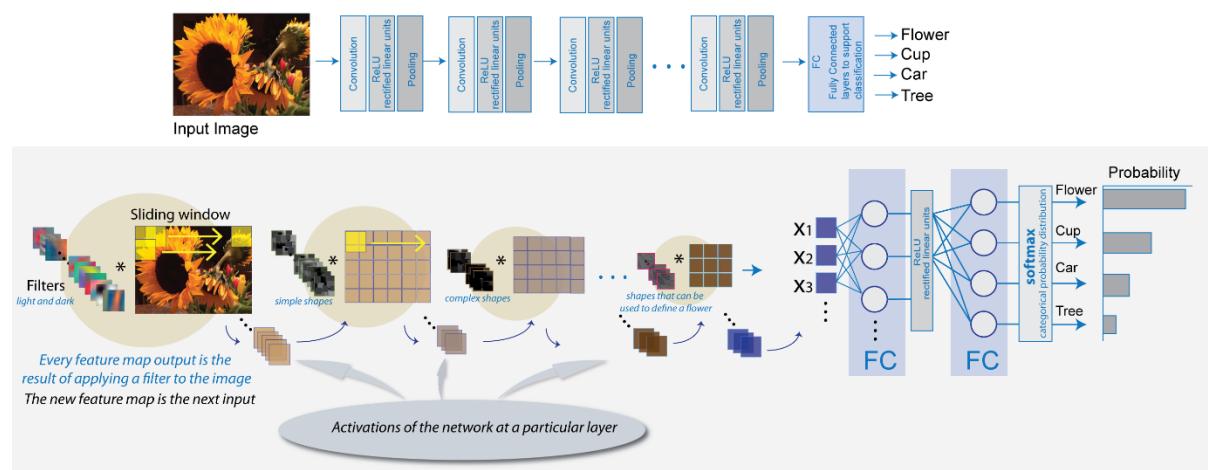 Input Image
Convolution
ReLU
rectified linear units
Pooling
Convolution
ReLU
rectified linear units
Pooling
Convolution
ReLU
rectified linear units
Pooling
Convolution
ReLU
rectified linear units
Pooling
FC
Fully Connected
layers to support
classification
Flower
Cup
Car
Tree
Sliding window
Filters
light and dark
*
simple shapes
*
complex shapes
*
shapes that can be
used to define a flower
*
Every feature map output is the
result of applying a filter to the image
The new feature map is the next input
Activations of the network at a particular layer
X1
X2
X3
FC
ReLU
rectified linear units
FC
softmax
categorical probability distribution
Flower
Cup
Car
Tree
Probability